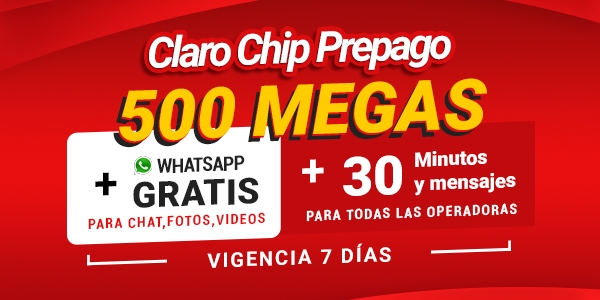 Claro Chip Prepago
500 MEGAS
+ WHATSAPP
GRATIS
PARA CHAT,FOTOS,VIDEOS
+ 30 Minutos
y mensajes
PARA TODAS LAS OPERADORAS
VIGENCIA 7 DÍAS